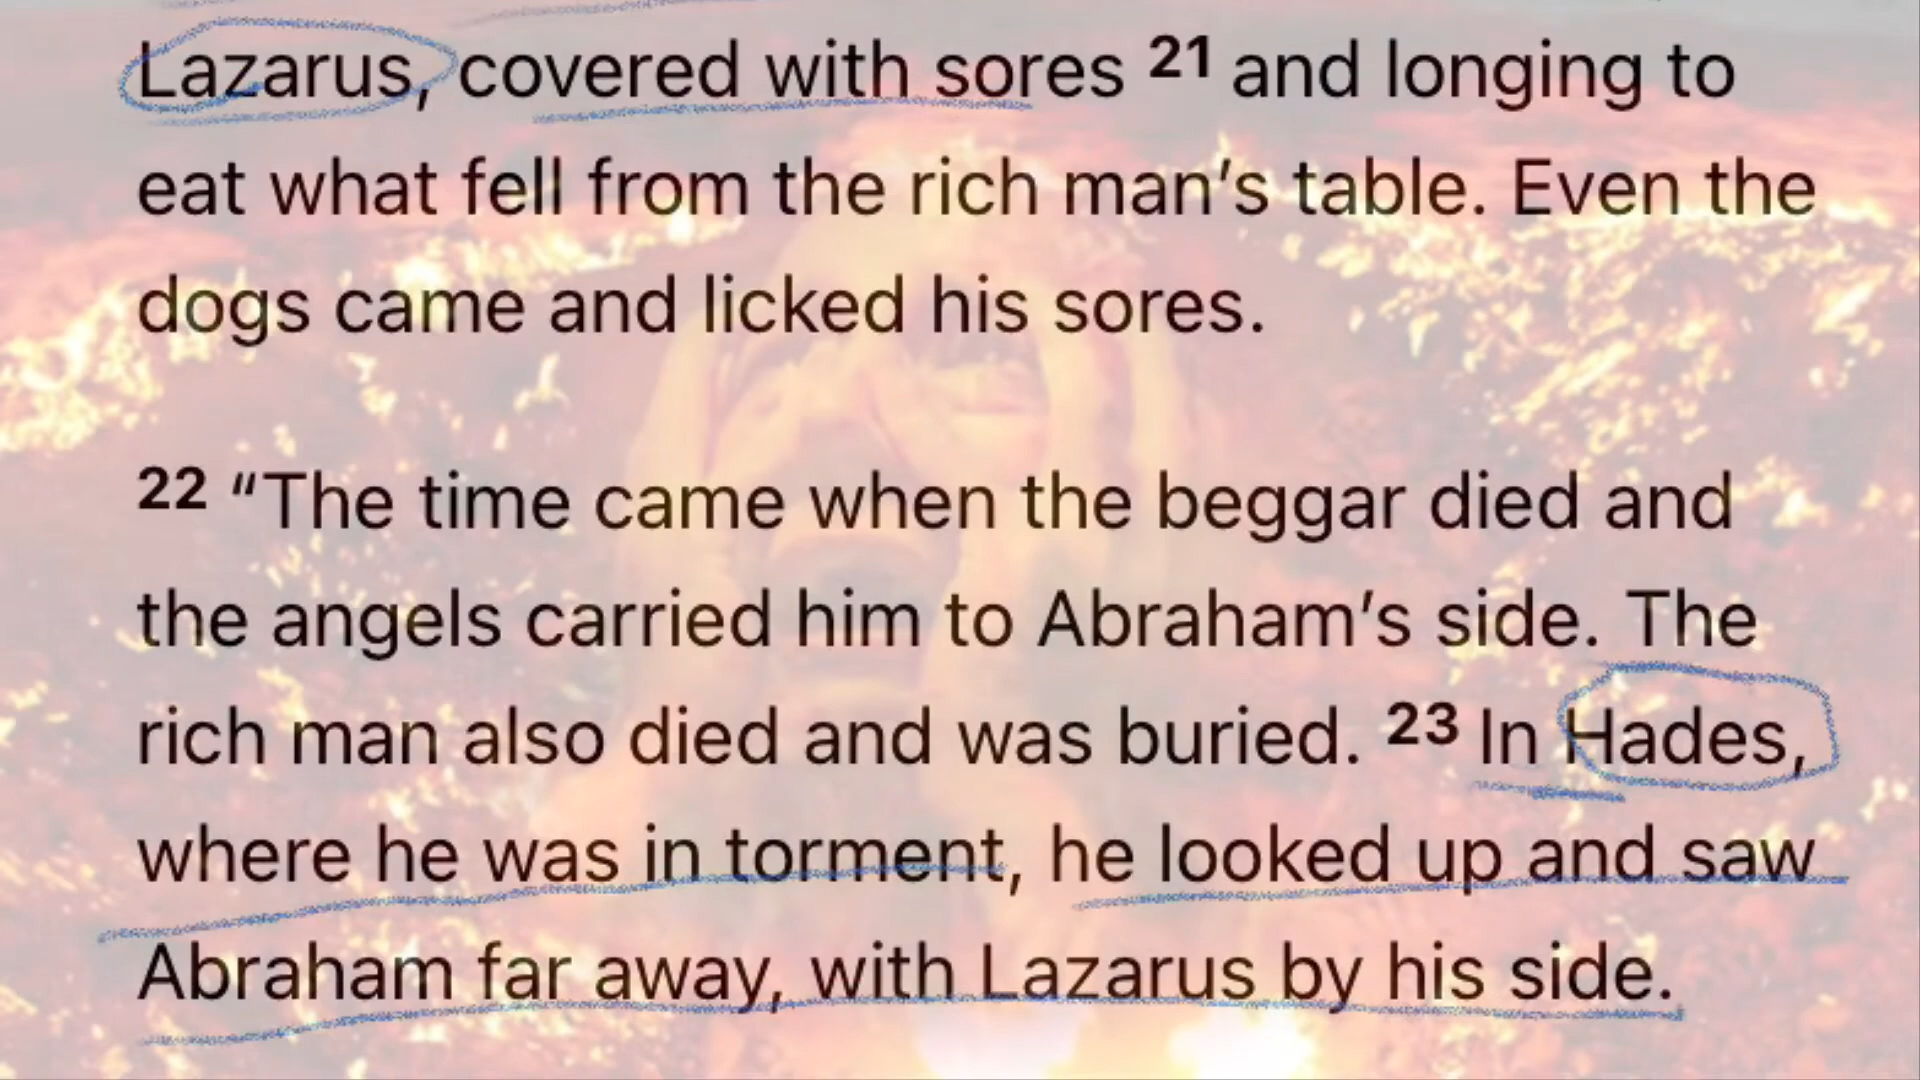 Lazarus, covered with sores 21 and longing to
eat what fell from the rich man’s table. Even the
dogs came and licked his sores.
22 “The time came when the beggar died and
the angels carried him to Abraham’s side. The
rich man also died and was buried. 23 In Hades,
where he was in torment, he looked up and saw
Abraham far away, with Lazarus by his side.